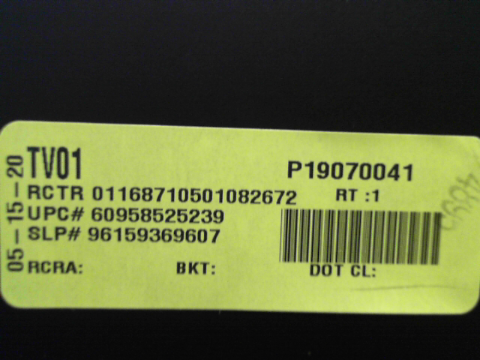 05-15-20
TV01
P19070041
RCTR 01168710501082672
RT :1
UPC# 60958525239
SLP# 96159369607
RCRA:
BKT:
DOT CL: